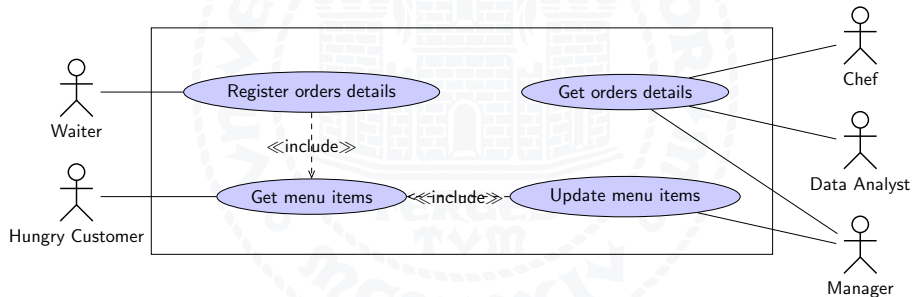 Chef
Register orders details
Get orders details
Waiter
≪include≫
Data Analyst
Get menu items
≪include≫
Update menu items
Hungry Customer
Manager